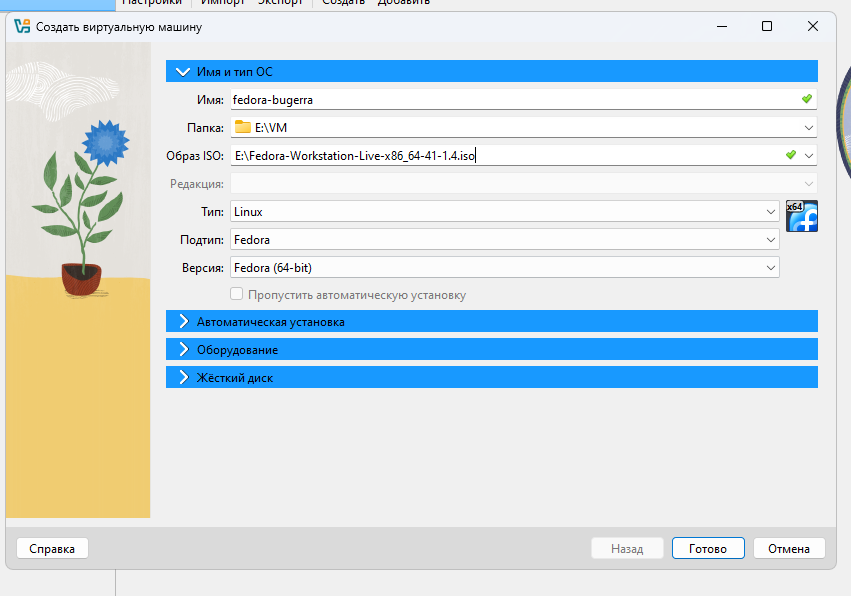 Настройки Импорт Экспорт Создать Добавить
Создать виртуальную машину
Имя и тип ОС
Имя: fedora-bugerra
Папка: E:\VM
Образ ISO: E:\Fedora-Workstation-Live-x86_64-41-1.4.iso
Редакция:
Тип: Linux
x64
Подтип: Fedora
Версия: Fedora (64-bit)
Пропустить автоматическую установку
Автоматическая установка
Оборудование
Жёсткий диск
Справка Назад Готово Отмена